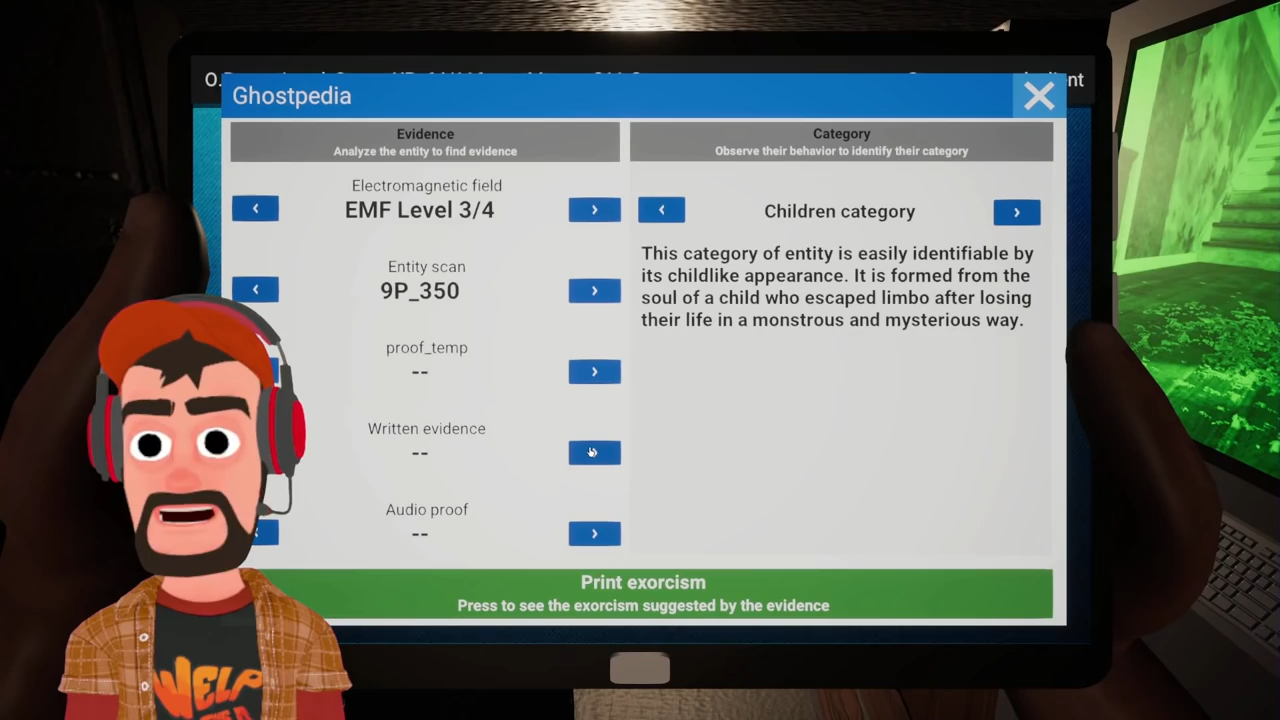 Ghostpedia
Evidence
Analyze the entity to find evidence
Category
Observe their behavior to identify their category
Electromagnetic field
EMF Level 3/4
Children category
This category of entity is easily identifiable by
its childlike appearance. It is formed from the
soul of a child who escaped limbo after losing
their life in a monstrous and mysterious way.
Entity scan
9P_350
proof_temp
--
Written evidence
--
Audio proof
--
Print exorcism
Press to see the exorcism suggested by the evidence
WELP